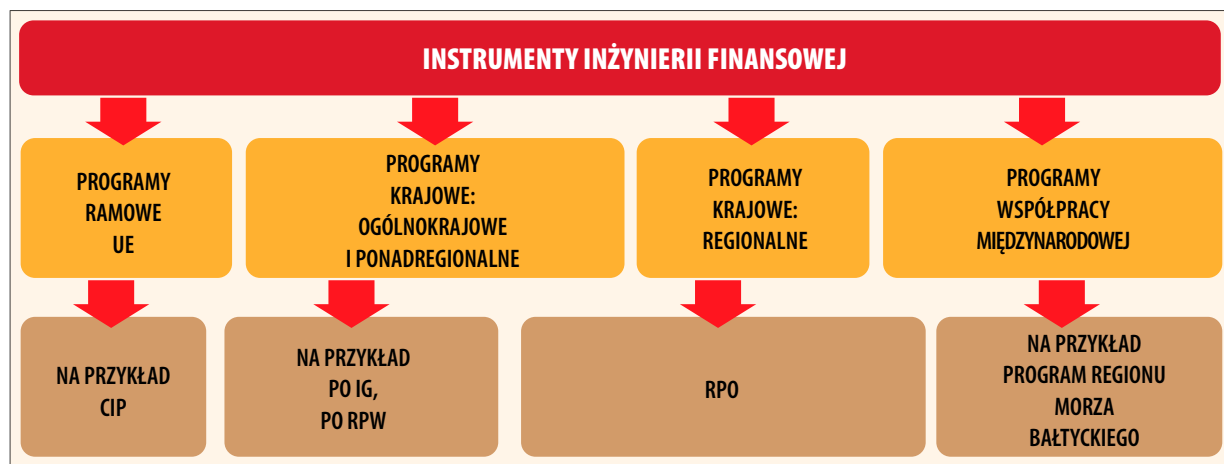 INSTRUMENTY INŻYNIERII FINANSOWEJ
PROGRAMY
RAMOWE
UE
PROGRAMY
KRAJOWE:
OGÓLNOKRAJOWE
I PONADREGIONALNE
PROGRAMY
KRAJOWE:
REGIONALNE
PROGRAMY
WSPÓŁPRACY
MIĘDZYNARODOWEJ
NA PRZYKŁAD
CIP
NA PRZYKŁAD
PO IG,
PO RPW
RPO
NA PRZYKŁAD
PROGRAM REGIONU
MORZA
BAŁTYCKIEGO